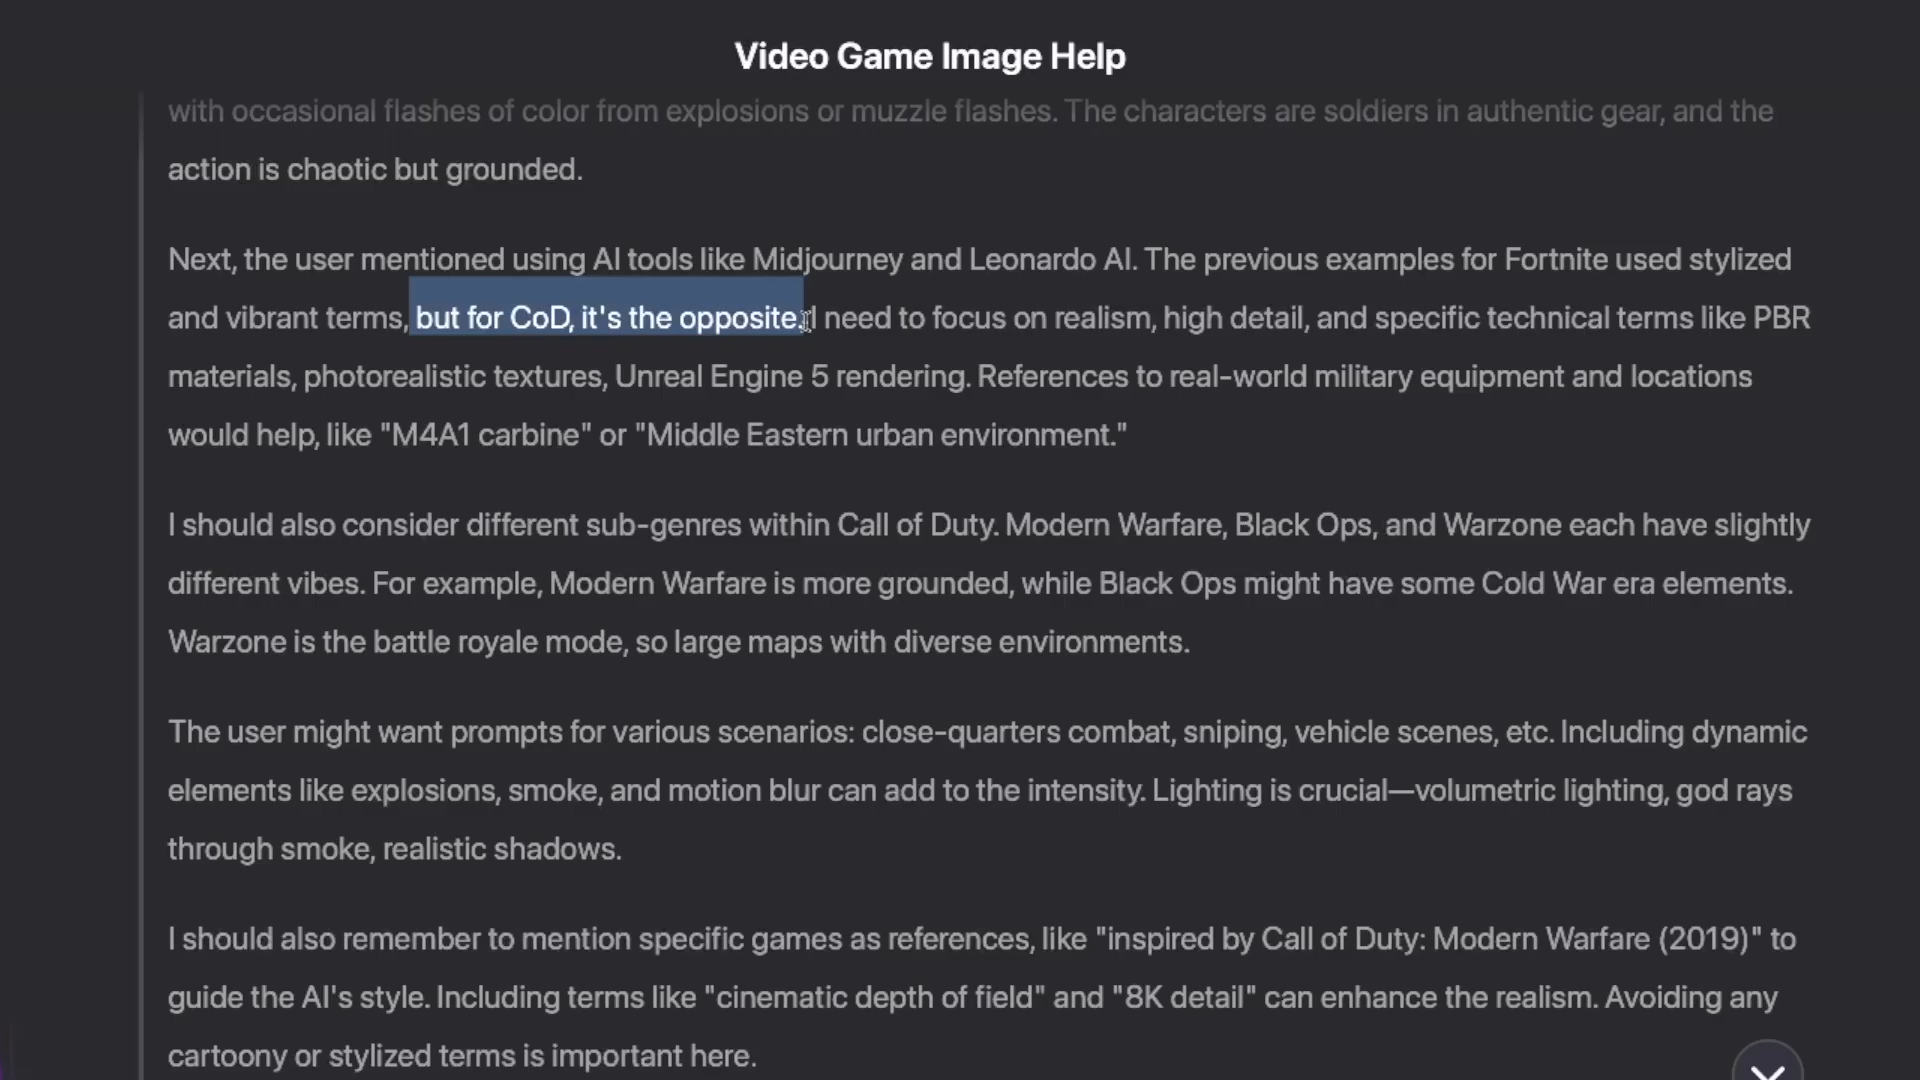 Video Game Image Help
with occasional flashes of color from explosions or muzzle flashes. The characters are soldiers in authentic gear, and the
action is chaotic but grounded.
Next, the user mentioned using AI tools like Midjourney and Leonardo AI. The previous examples for Fortnite used stylized
and vibrant terms, but for CoD, it's the opposite. I need to focus on realism, high detail, and specific technical terms like PBR
materials, photorealistic textures, Unreal Engine 5 rendering. References to real-world military equipment and locations
would help, like "M4A1 carbine" or "Middle Eastern urban environment."
I should also consider different sub-genres within Call of Duty. Modern Warfare, Black Ops, and Warzone each have slightly
different vibes. For example, Modern Warfare is more grounded, while Black Ops might have some Cold War era elements.
Warzone is the battle royale mode, so large maps with diverse environments.
The user might want prompts for various scenarios: close-quarters combat, sniping, vehicle scenes, etc. Including dynamic
elements like explosions, smoke, and motion blur can add to the intensity. Lighting is crucial—volumetric lighting, god rays
through smoke, realistic shadows.
I should also remember to mention specific games as references, like "inspired by Call of Duty: Modern Warfare (2019)" to
guide the AI's style. Including terms like "cinematic depth of field" and "8K detail" can enhance the realism. Avoiding any
cartoony or stylized terms is important here.